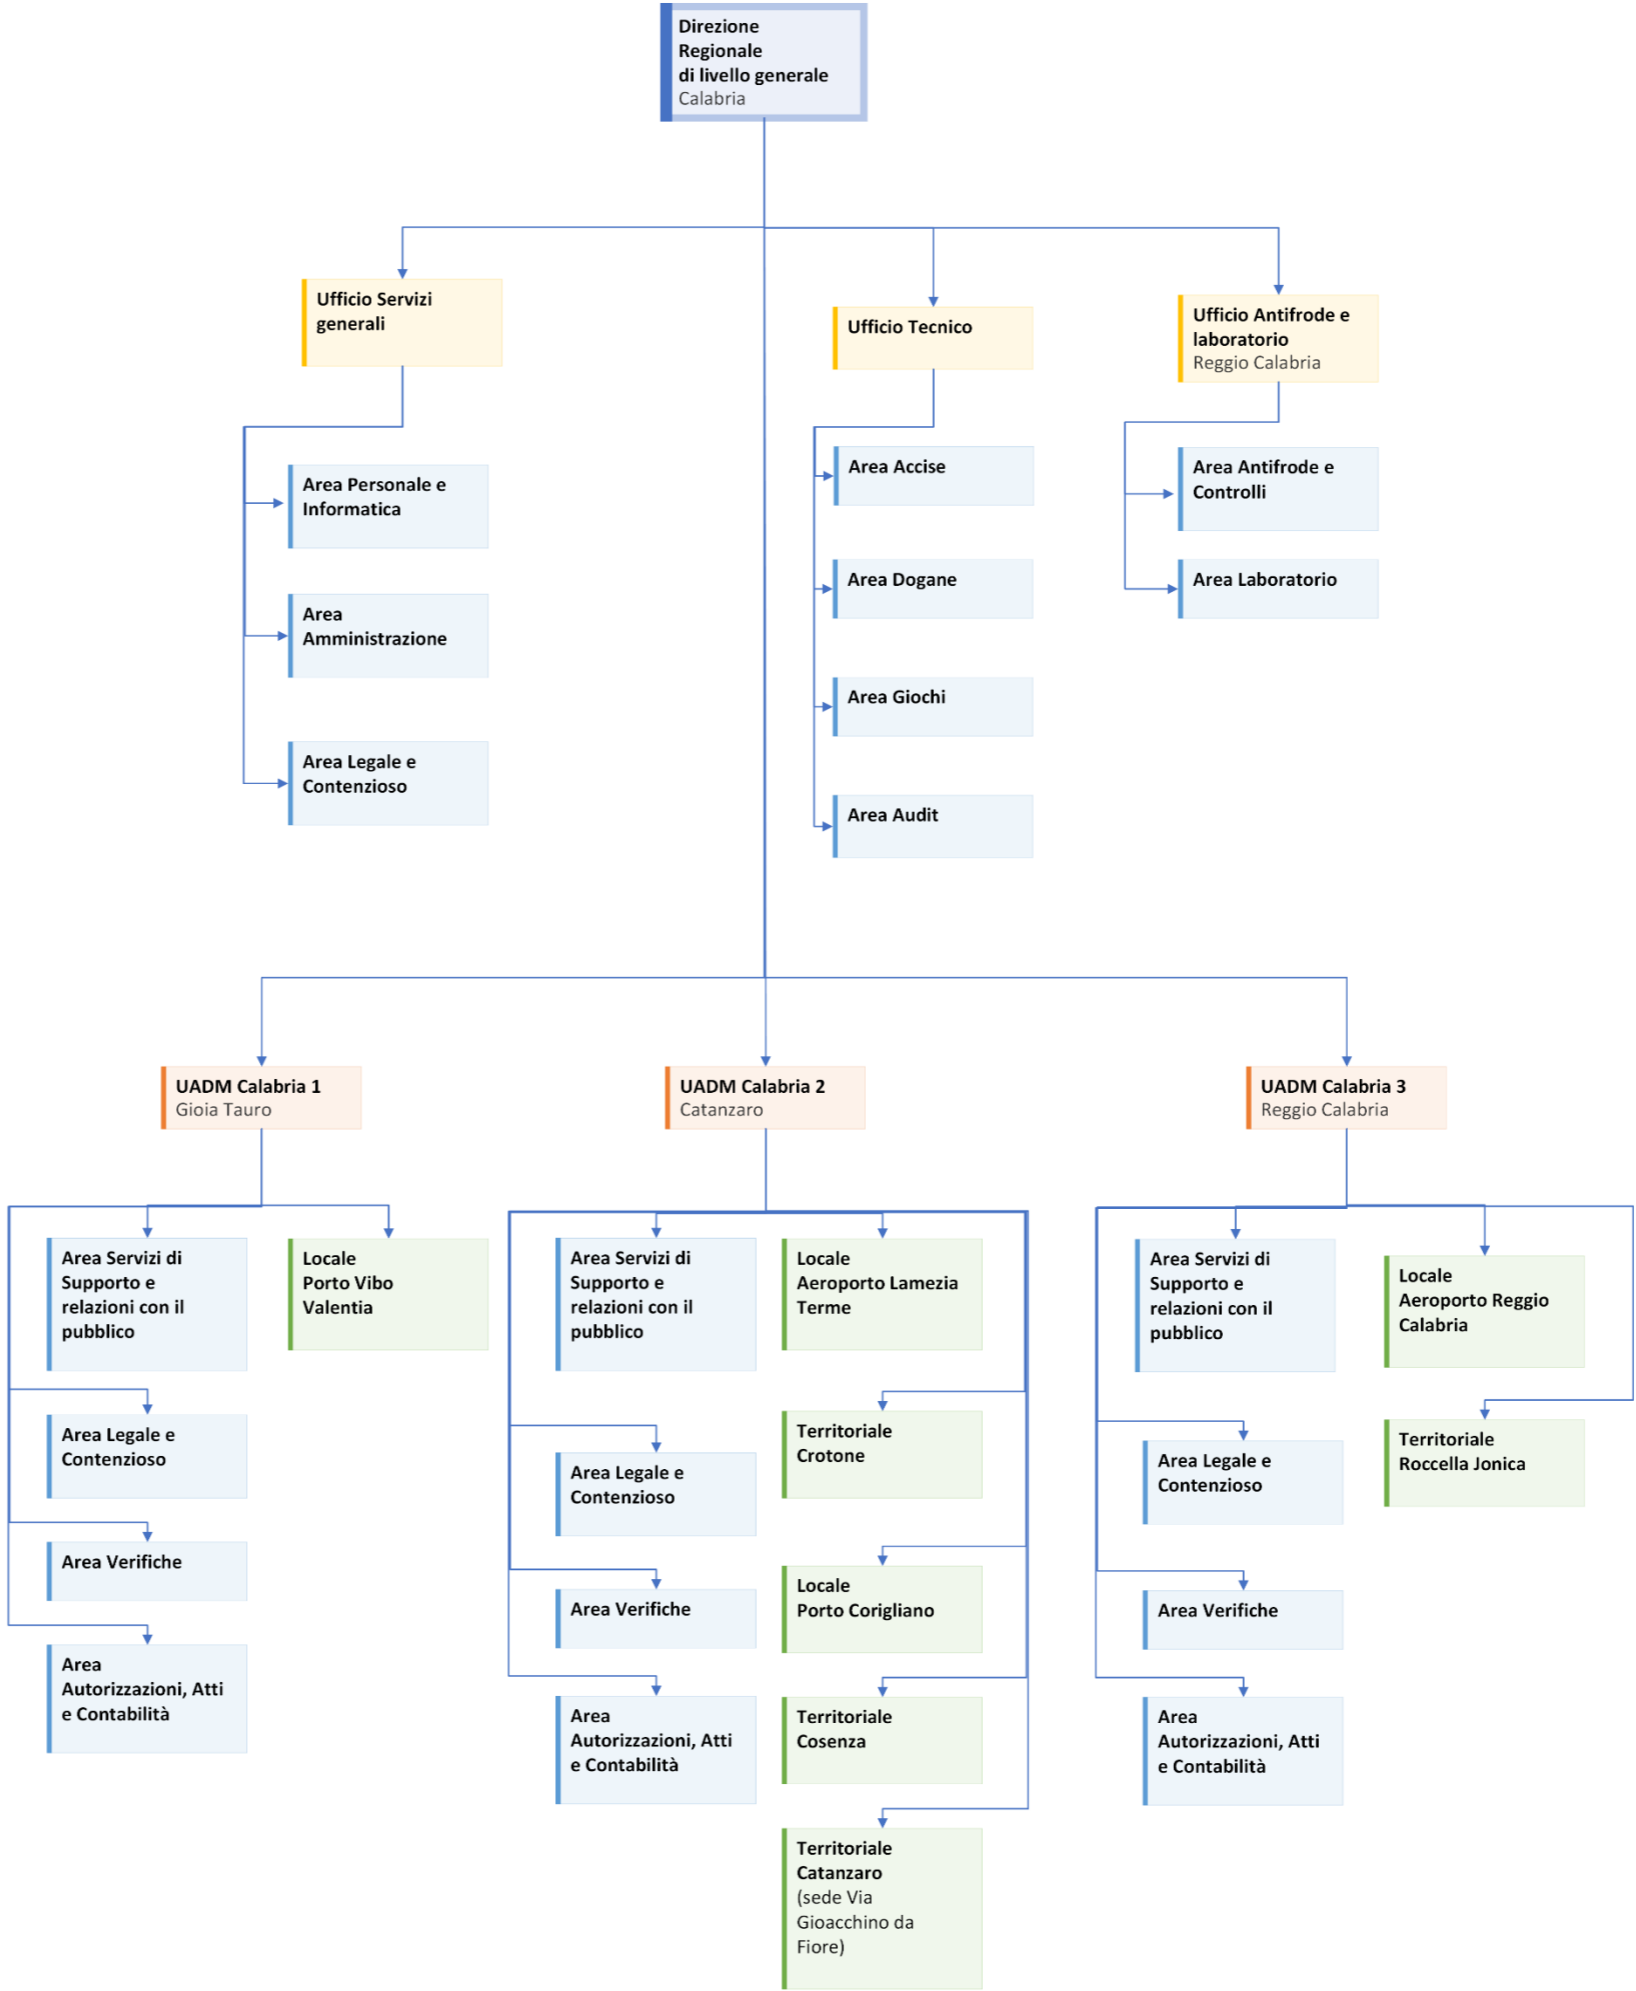 Direzione
Regionale
di livello generale
Calabria
Ufficio Servizi
generali
Area Personale e
Informatica
Area
Amministrazione
Area Legale e
Contenzioso
Ufficio Tecnico
Area Accise
Area Dogane
Area Giochi
Area Audit
Ufficio Antifrode e
laboratorio
Reggio Calabria
Area Antifrode e
Controlli
Area Laboratorio
UADM Calabria 1
Gioia Tauro
Area Servizi di
Supporto e
relazioni con il
pubblico
Area Legale e
Contenzioso
Area Verifiche
Area
Autorizzazioni, Atti
e Contabilità
Locale
Porto Vibo
Valentia
UADM Calabria 2
Catanzaro
Area Servizi di
Supporto e
relazioni con il
pubblico
Area Legale e
Contenzioso
Area Verifiche
Area
Autorizzazioni, Atti
e Contabilità
Locale
Aeroporto Lamezia
Terme
Territoriale
Crotone
Locale
Porto Corigliano
Territoriale
Cosenza
Territoriale
Catanzaro
(sede Via
Gioacchino da
Fiore)
UADM Calabria 3
Reggio Calabria
Area Servizi di
Supporto e
relazioni con il
pubblico
Area Legale e
Contenzioso
Area Verifiche
Area
Autorizzazioni, Atti
e Contabilità
Locale
Aeroporto Reggio
Calabria
Territoriale
Roccella Jonica